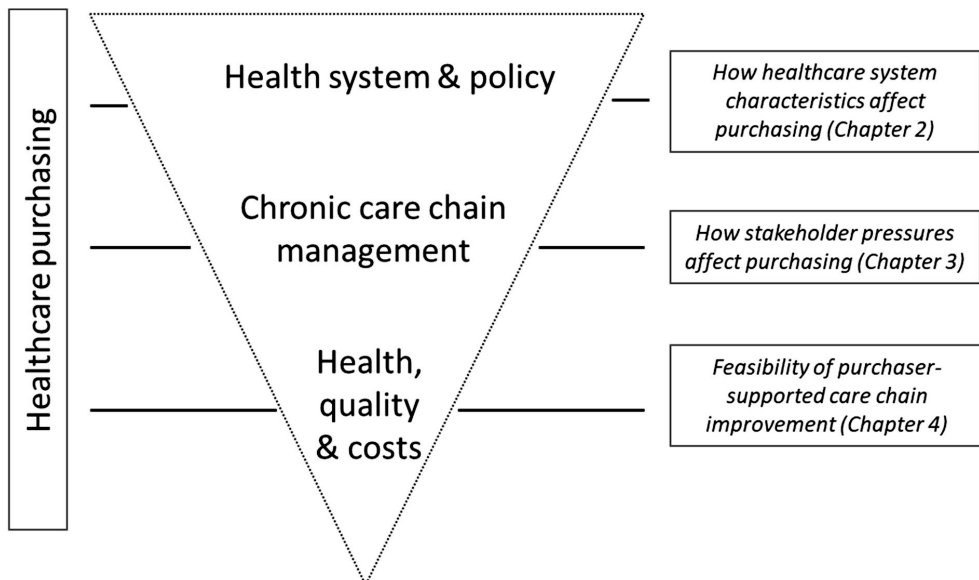 Healthcare purchasing
Health system & policy
How healthcare system
characteristics affect
purchasing (Chapter 2)
Chronic care chain
management
How stakeholder pressures
affect purchasing (Chapter 3)
Health,
quality
& costs
Feasibility of purchaser-
supported care chain
improvement (Chapter 4)